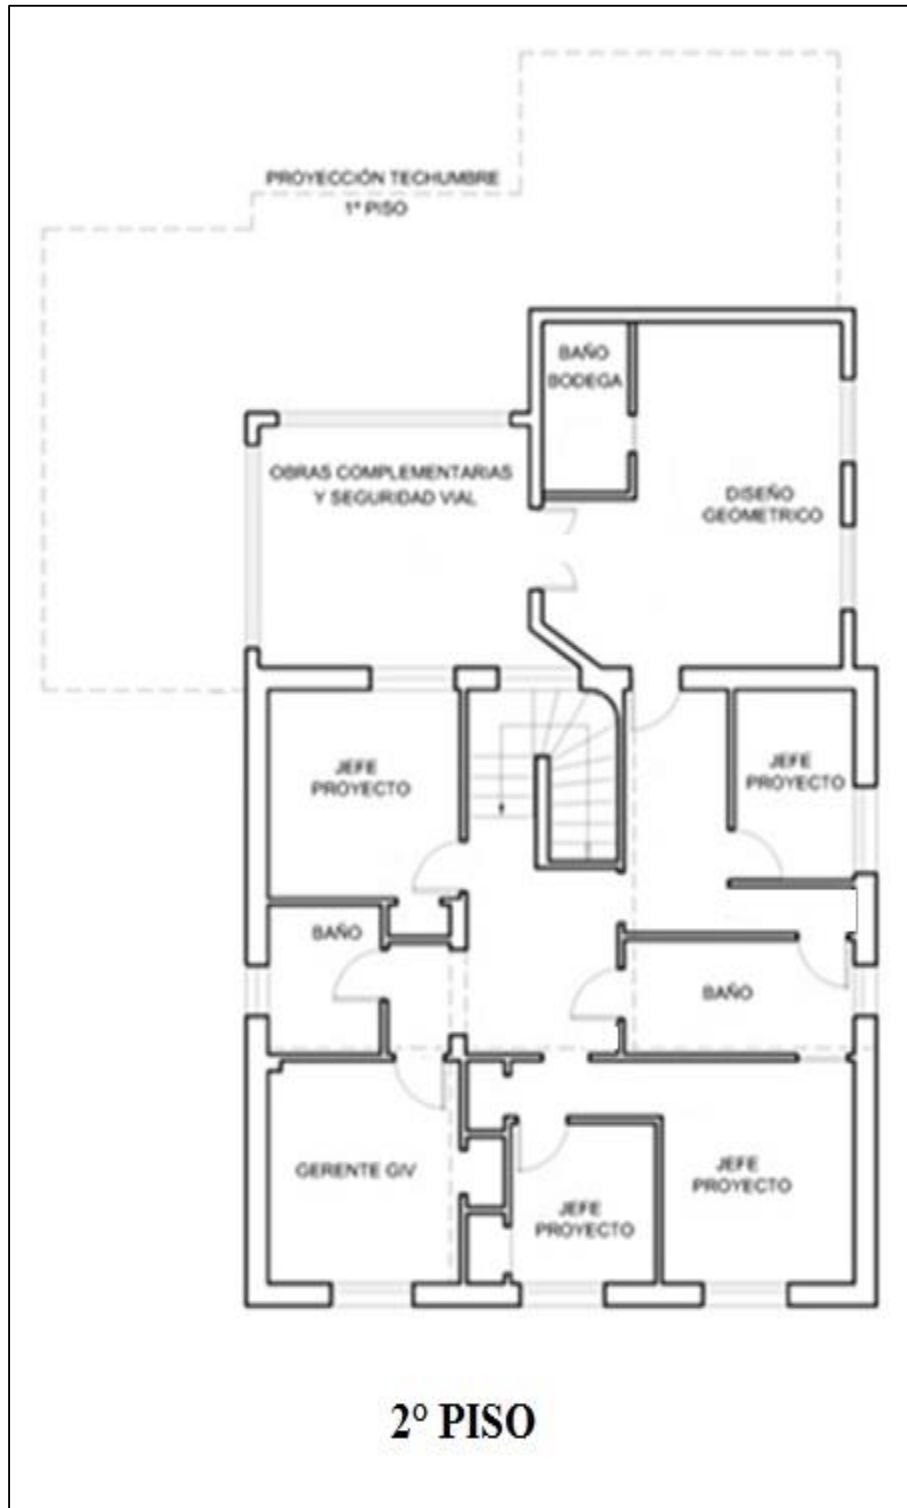 PROYECCIÓN TECHUMBRE
1º PISO
BAÑO
BODEGA
OBRAS COMPLEMENTARIAS
Y SEGURIDAD VIAL
DISEÑO
GEOMETRICO
JEFE
PROYECTO
JEFE
PROYECTO
BAÑO
BAÑO
GERENTE GIV
JEFE
PROYECTO
JEFE
PROYECTO
2° PISO